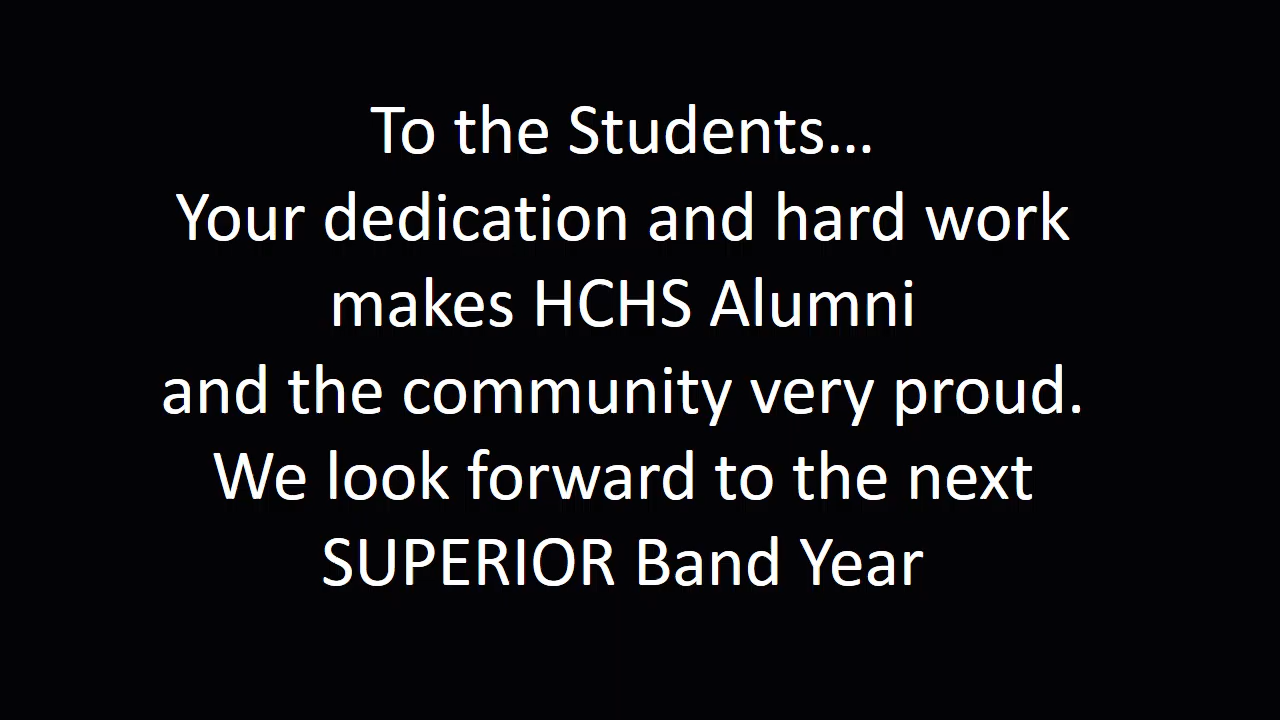 To the Students...
Your dedication and hard work
makes HCHS Alumni
and the community very proud.
We look forward to the next
SUPERIOR Band Year